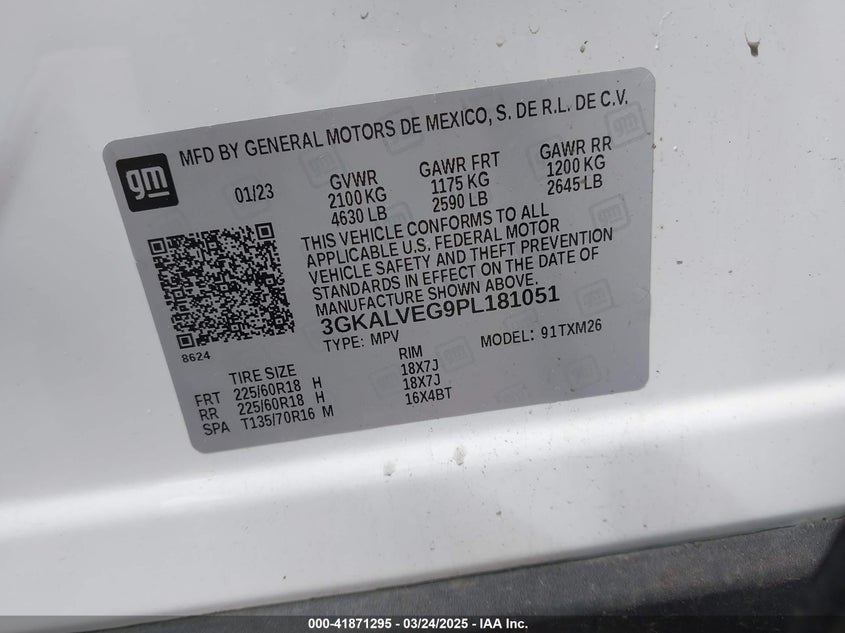 MFD BY GENERAL MOTORS DE MEXICO, S. DE R.L. DE C.V.
gm
01/23
GVWR
2100 KG
4630 LB
GAWR FRT
1175 KG
2590 LB
GAWR RR
1200 KG
2645 LB
THIS VEHICLE CONFORMS TO ALL
APPLICABLE U.S. FEDERAL MOTOR
VEHICLE SAFETY AND THEFT PREVENTION
STANDARDS IN EFFECT ON THE DATE OF
MANUFACTURE SHOWN ABOVE.
3GKALVEG9PL181051
8624
TYPE: MPV MODEL: 91TXM26
TIRE SIZE RIM
FRT 225/60R18 H 18X7J
RR 225/60R18 H 18X7J
SPA T135/70R16 M 16X4BT
000-41871295 - 03/24/2025 - IAA Inc.